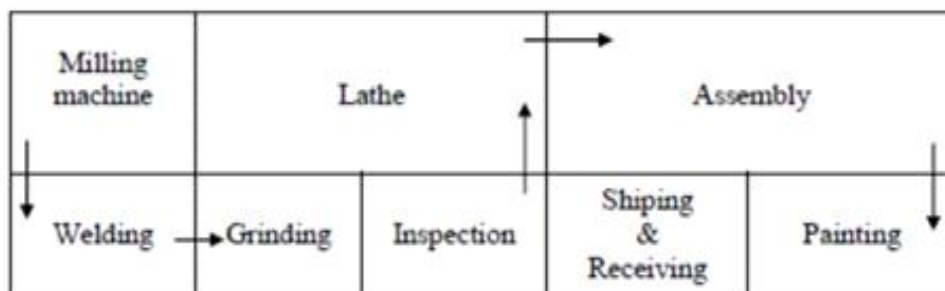 Milling
machine
Lathe
Assembly
Welding
Grinding
Inspection
Shiping
&
Receiving
Painting